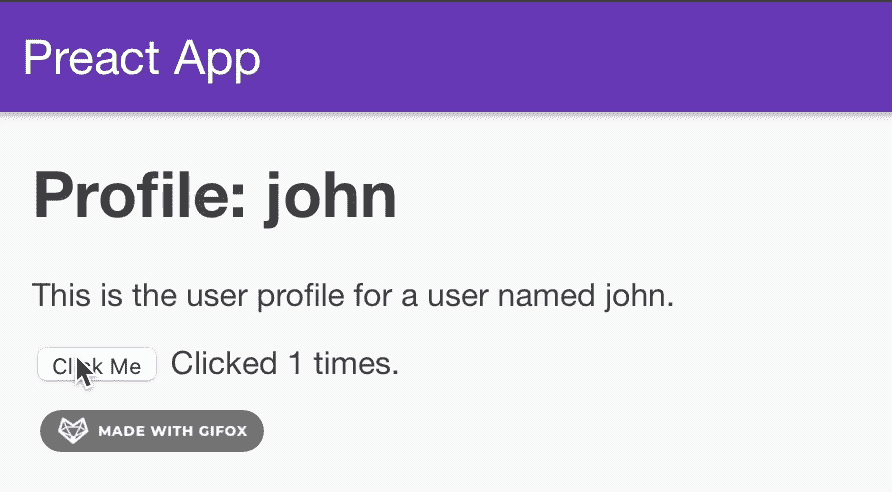 Preact App
Profile: john
This is the user profile for a user named john.
Click Me Clicked 1 times.
MADE WITH GIFOX